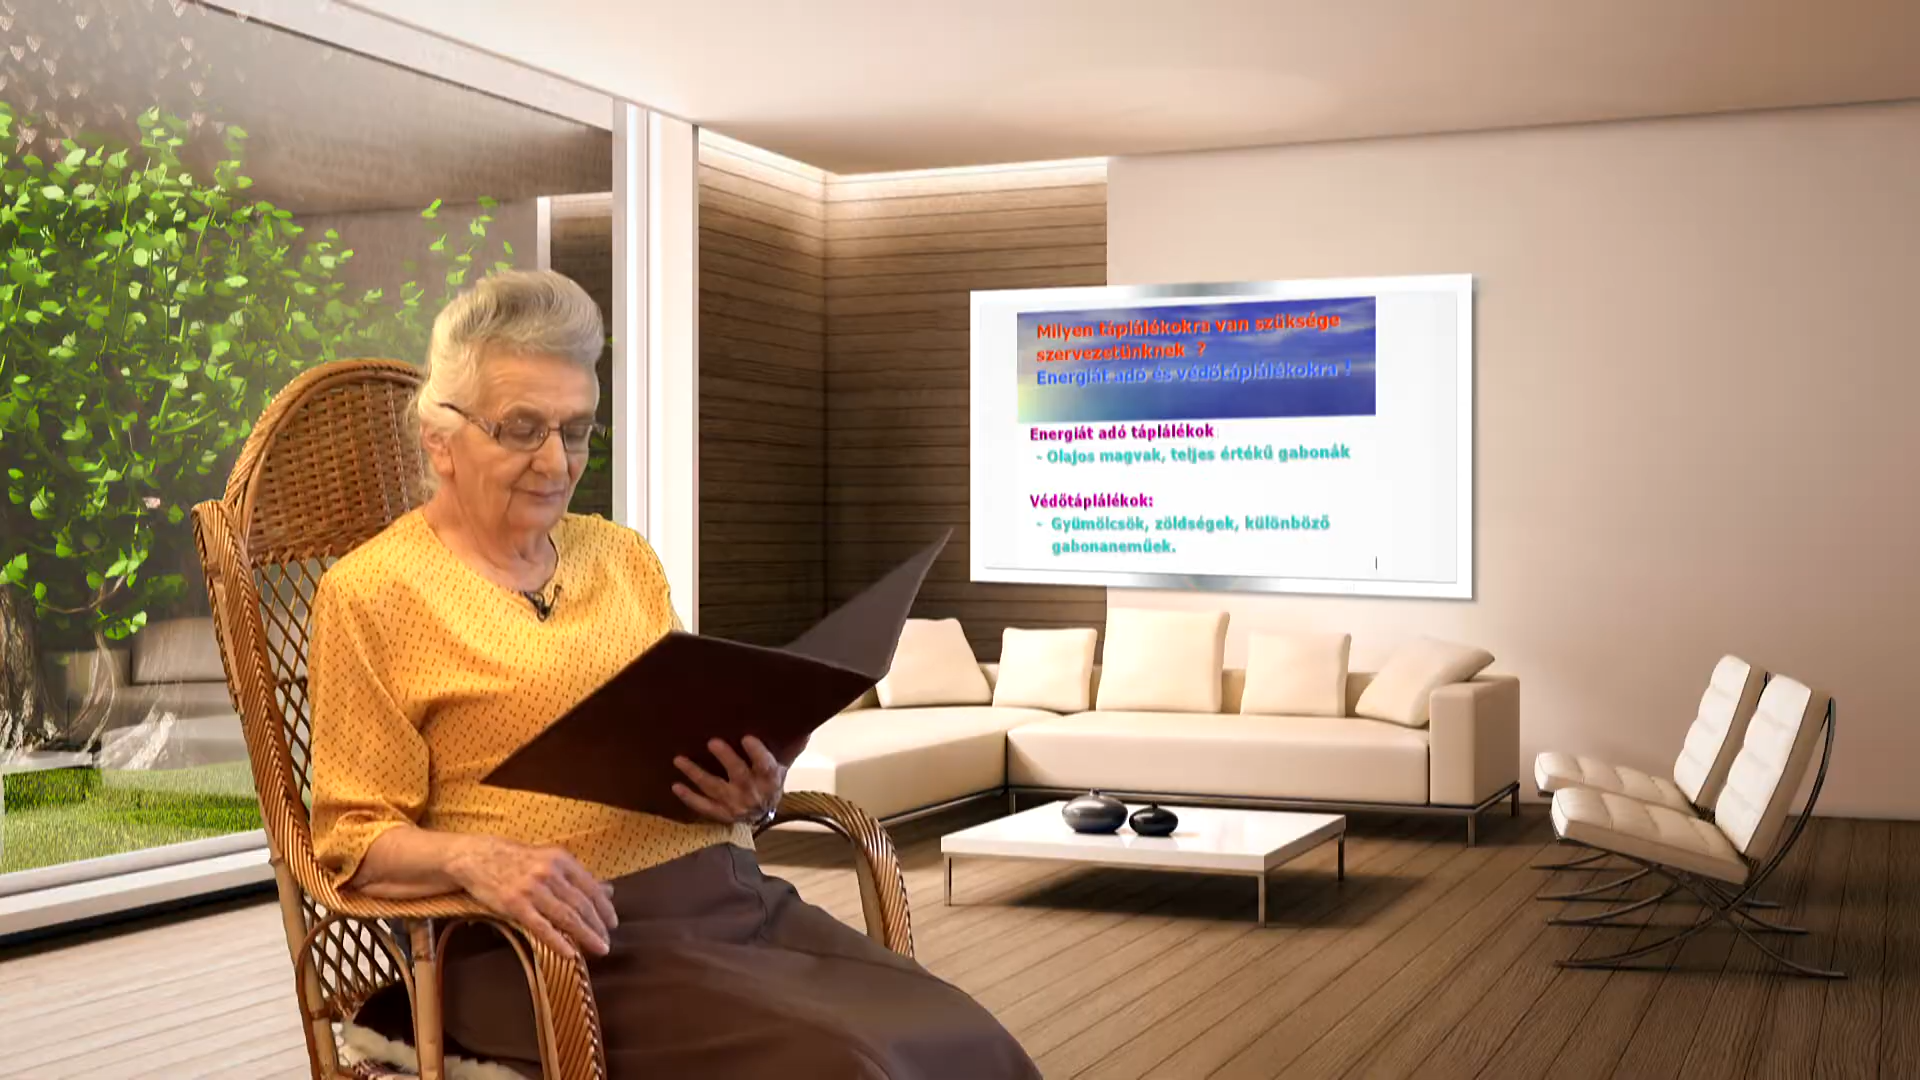 Milyen táplálékokra van szüksége
szervezetünknek ?
Energiát adó és védőtáplálékokra !
Energiát adó táplálékok
- Olajos magvak, teljes értékű gabonák
Védőtáplálékok:
- Gyümölcsök, zöldségek, különböző
gabonaneműek.